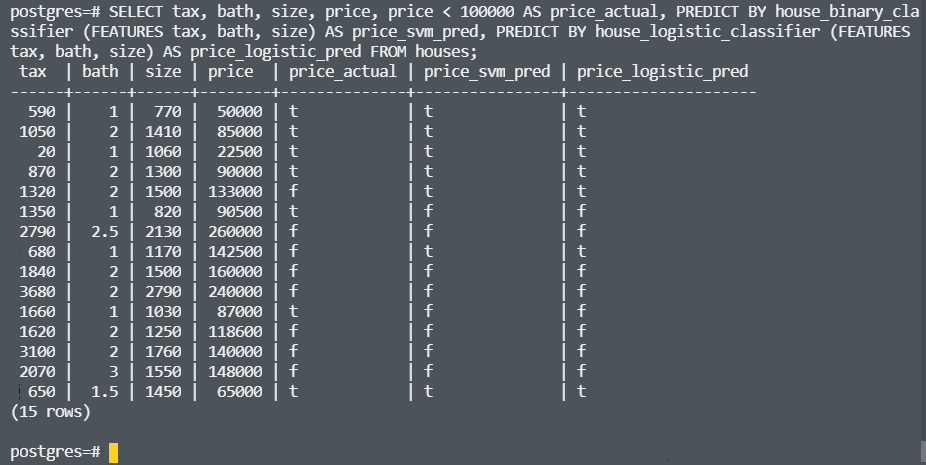 postgres=# SELECT tax, bath, size, price, price < 100000 AS price_actual, PREDICT BY house_binary_cla
ssifier (FEATURES tax, bath, size) AS price_svm_pred, PREDICT BY house_logistic_classifier (FEATURES
tax, bath, size) AS price_logistic_pred FROM houses;
 tax  | bath | size | price  | price_actual | price_svm_pred | price_logistic_pred
------+------+------+--------+--------------+----------------+---------------------
  590 |    1 |  770 |  50000 | t            | t              | t
 1050 |    2 | 1410 |  85000 | t            | t              | t
   20 |    1 | 1060 |  22500 | t            | t              | t
  870 |    2 | 1300 |  90000 | t            | t              | t
 1320 |    2 | 1500 | 133000 | f            | t              | t
 1350 |    1 |  820 |  90500 | t            | f              | f
 2790 |  2.5 | 2130 | 260000 | f            | f              | f
  680 |    1 | 1170 | 142500 | f            | t              | t
 1840 |    2 | 1500 | 160000 | f            | f              | f
 3680 |    2 | 2790 | 240000 | f            | f              | f
 1660 |    1 | 1030 |  87000 | t            | f              | f
 1620 |    2 | 1250 | 118600 | f            | f              | f
 3100 |    2 | 1760 | 140000 | f            | f              | f
 2070 |    3 | 1550 | 148000 | f            | f              | f
  650 |  1.5 | 1450 |  65000 | t            | t              | t
(15 rows)
postgres=#